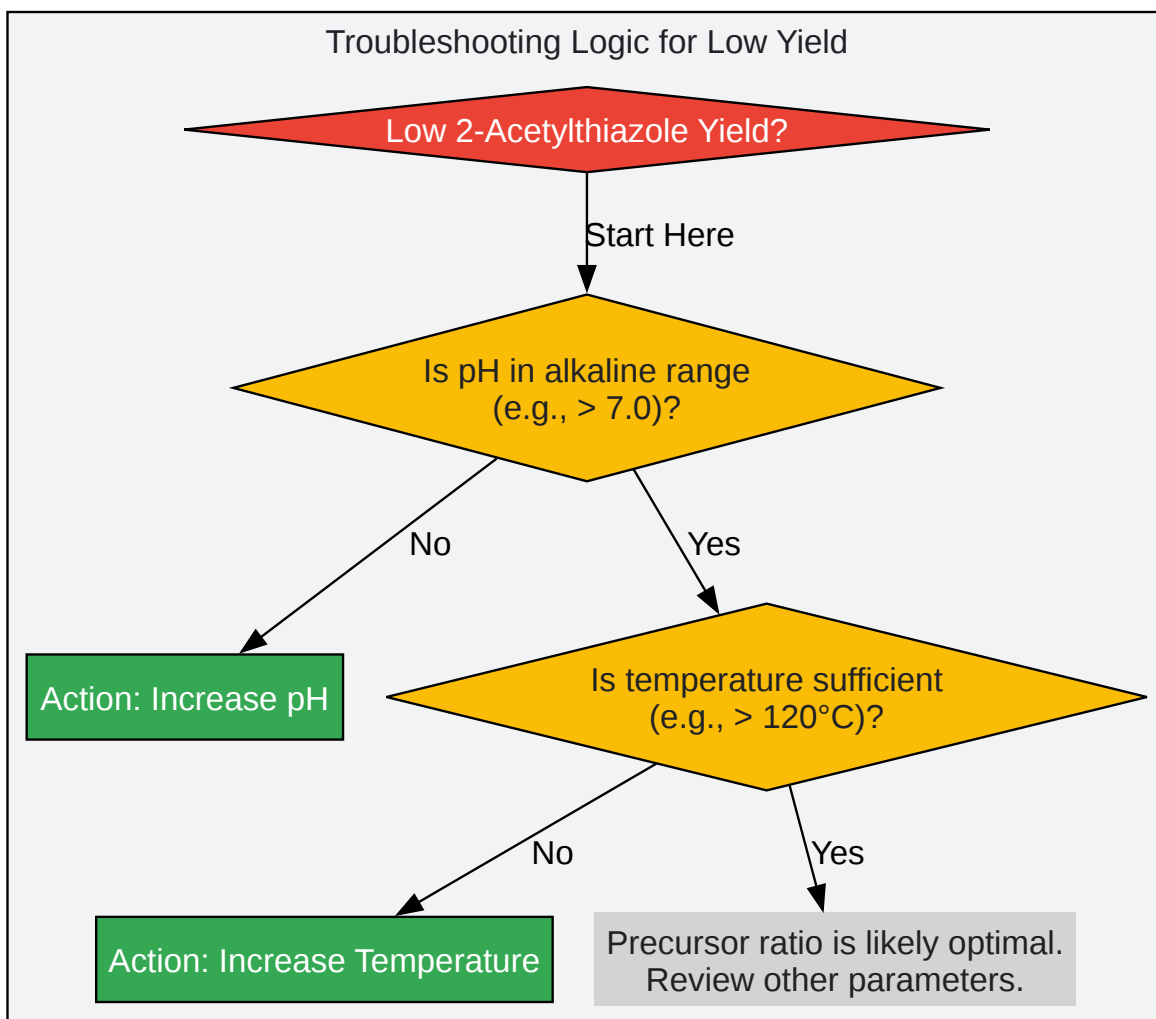 Troubleshooting Logic for Low Yield
Low 2-Acetylthiazole Yield?
Start Here
Is pH in alkaline range
(e.g., > 7.0)?
No
Yes
Action: Increase pH
Is temperature sufficient
(e.g., > 120°C)?
No
Yes
Action: Increase Temperature
Precursor ratio is likely optimal.
Review other parameters.